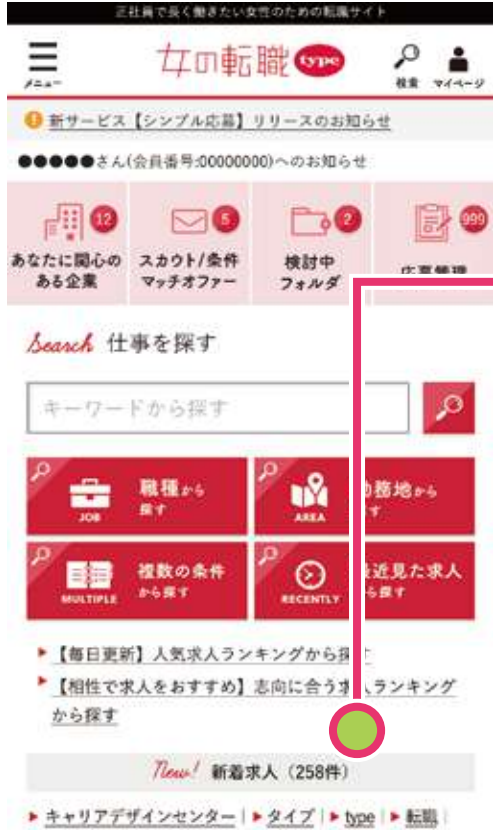 正社員で長く働きたい女性のための転職サイト
メニュー
女の転職type
検索 マイページ
新サービス【シンプル応募】リリースのお知らせ
●●●●●さん(会員番号:00000000)へのお知らせ
12 5 2 999
あなたに関心の
ある企業
スカウト/条件
マッチオファー
検討中
フォルダ
応募管理
Search 仕事を探す
キーワードから探す
JOB 職種から
探す
AREA 務地から
MULTIPLE 複数の条件
から探す
RECENTLY 近見た求人
ら探す
【毎日更新】人気求人ランキングから探
【相性で求人をおすすめ】志向に合う求人ランキング
から探す
New! 新着求人（258件）
キャリアデザインセンター | タイプ | type | 転職 |